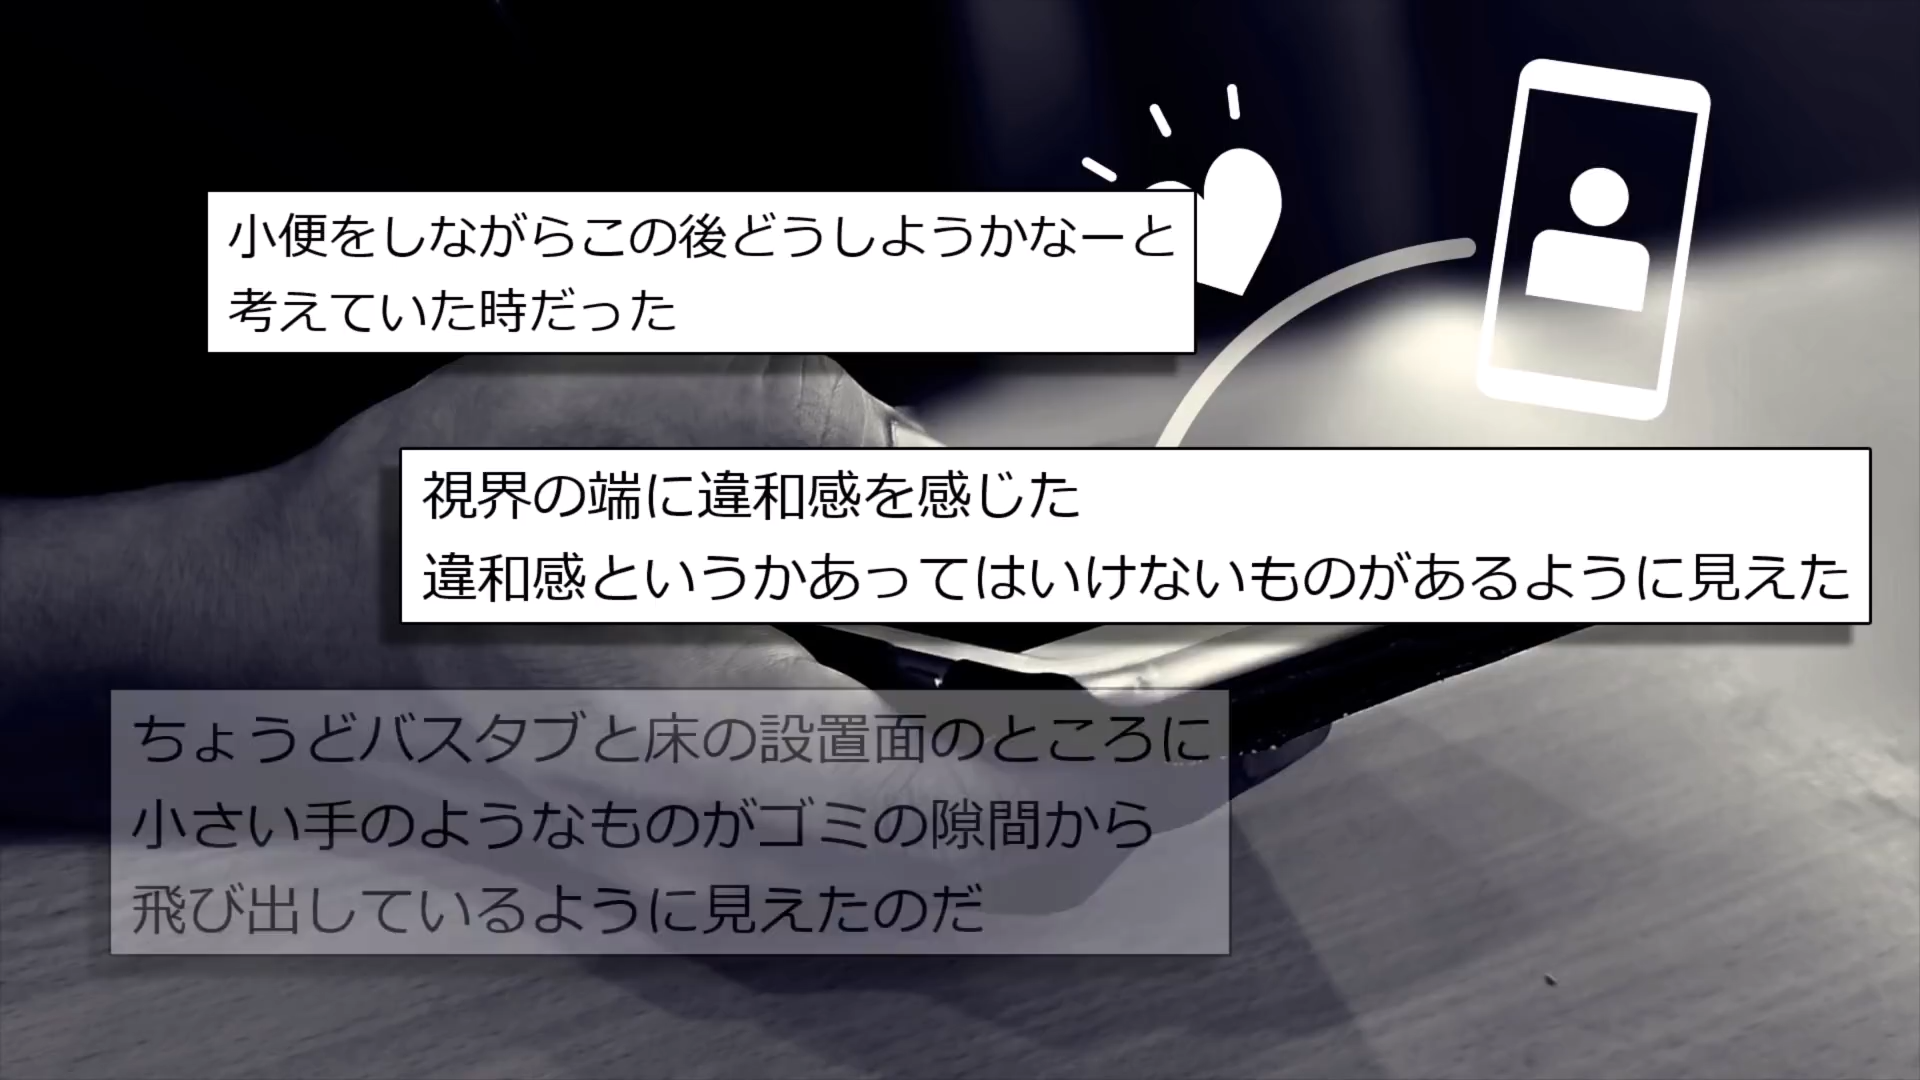 小便をしながらこの後どうしようかなーと
考えていた時だった
視界の端に違和感を感じた
違和感というかあってはいけないものがあるように見えた
ちょうどバスタブと床の設置面のところに
小さい手のようなものがゴミの隙間から
飛び出しているように見えたのだ